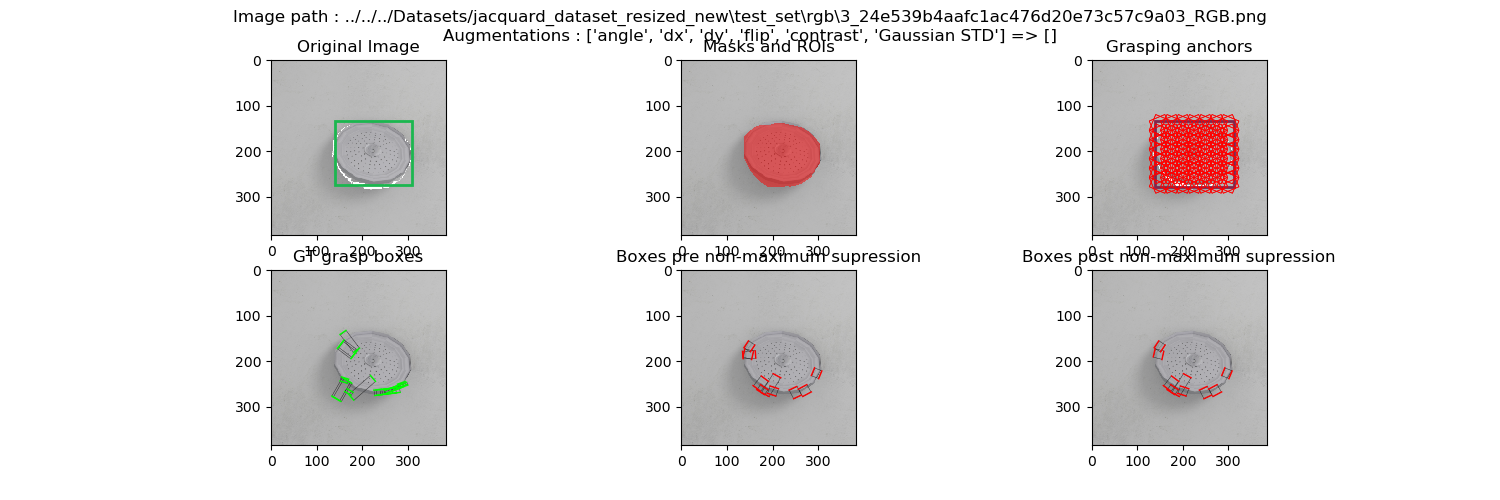 Image path : ../../../Datasets/jacquard_dataset_resized_new\test_set\rgb\3_24e539b4aafc1ac476d20e73c57c9a03_RGB.png
Augmentations : ['angle', 'dx', 'dy', 'flip', 'contrast', 'Gaussian STD'] => []
Original Image
Masks and ROIs
Grasping anchors
0
100
200
300
0 100 200 300
0
100
200
300
0 100 200 300
0
100
200
300
0 100 200 300
GT grasp boxes
Boxes pre non-maximum supression
Boxes post non-maximum supression
0
100
200
300
0 100 200 300
0
100
200
300
0 100 200 300
0
100
200
300
0 100 200 300